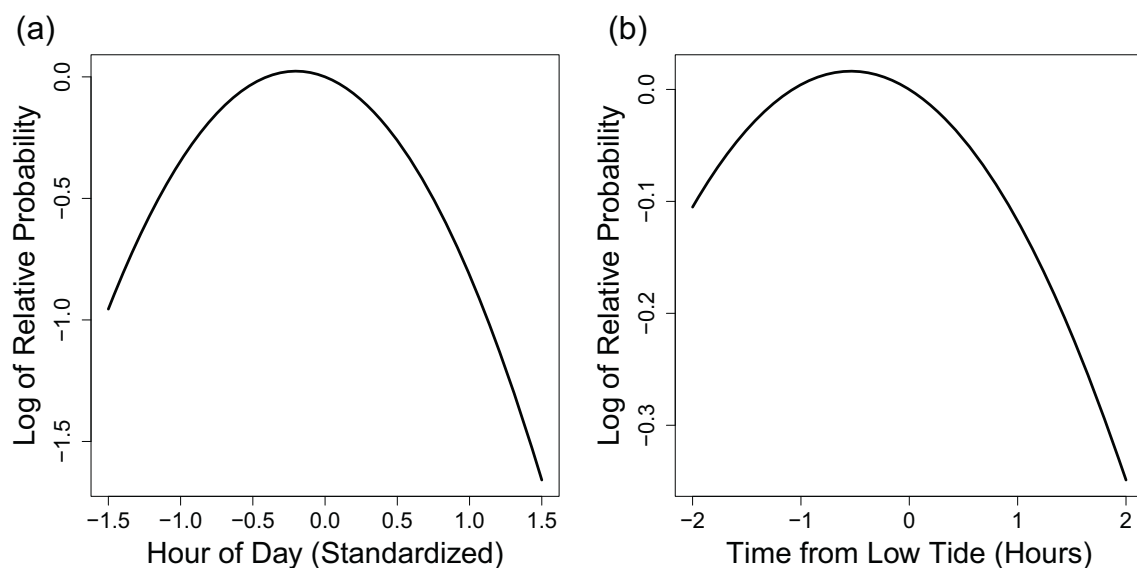 (a)
Log of Relative Probability
0.0
−0.5
−1.0
−1.5
−1.5 −1.0 −0.5 0.0 0.5 1.0 1.5
Hour of Day (Standardized)
(b)
Log of Relative Probability
0.0
−0.1
−0.2
−0.3
−2 −1 0 1 2
Time from Low Tide (Hours)